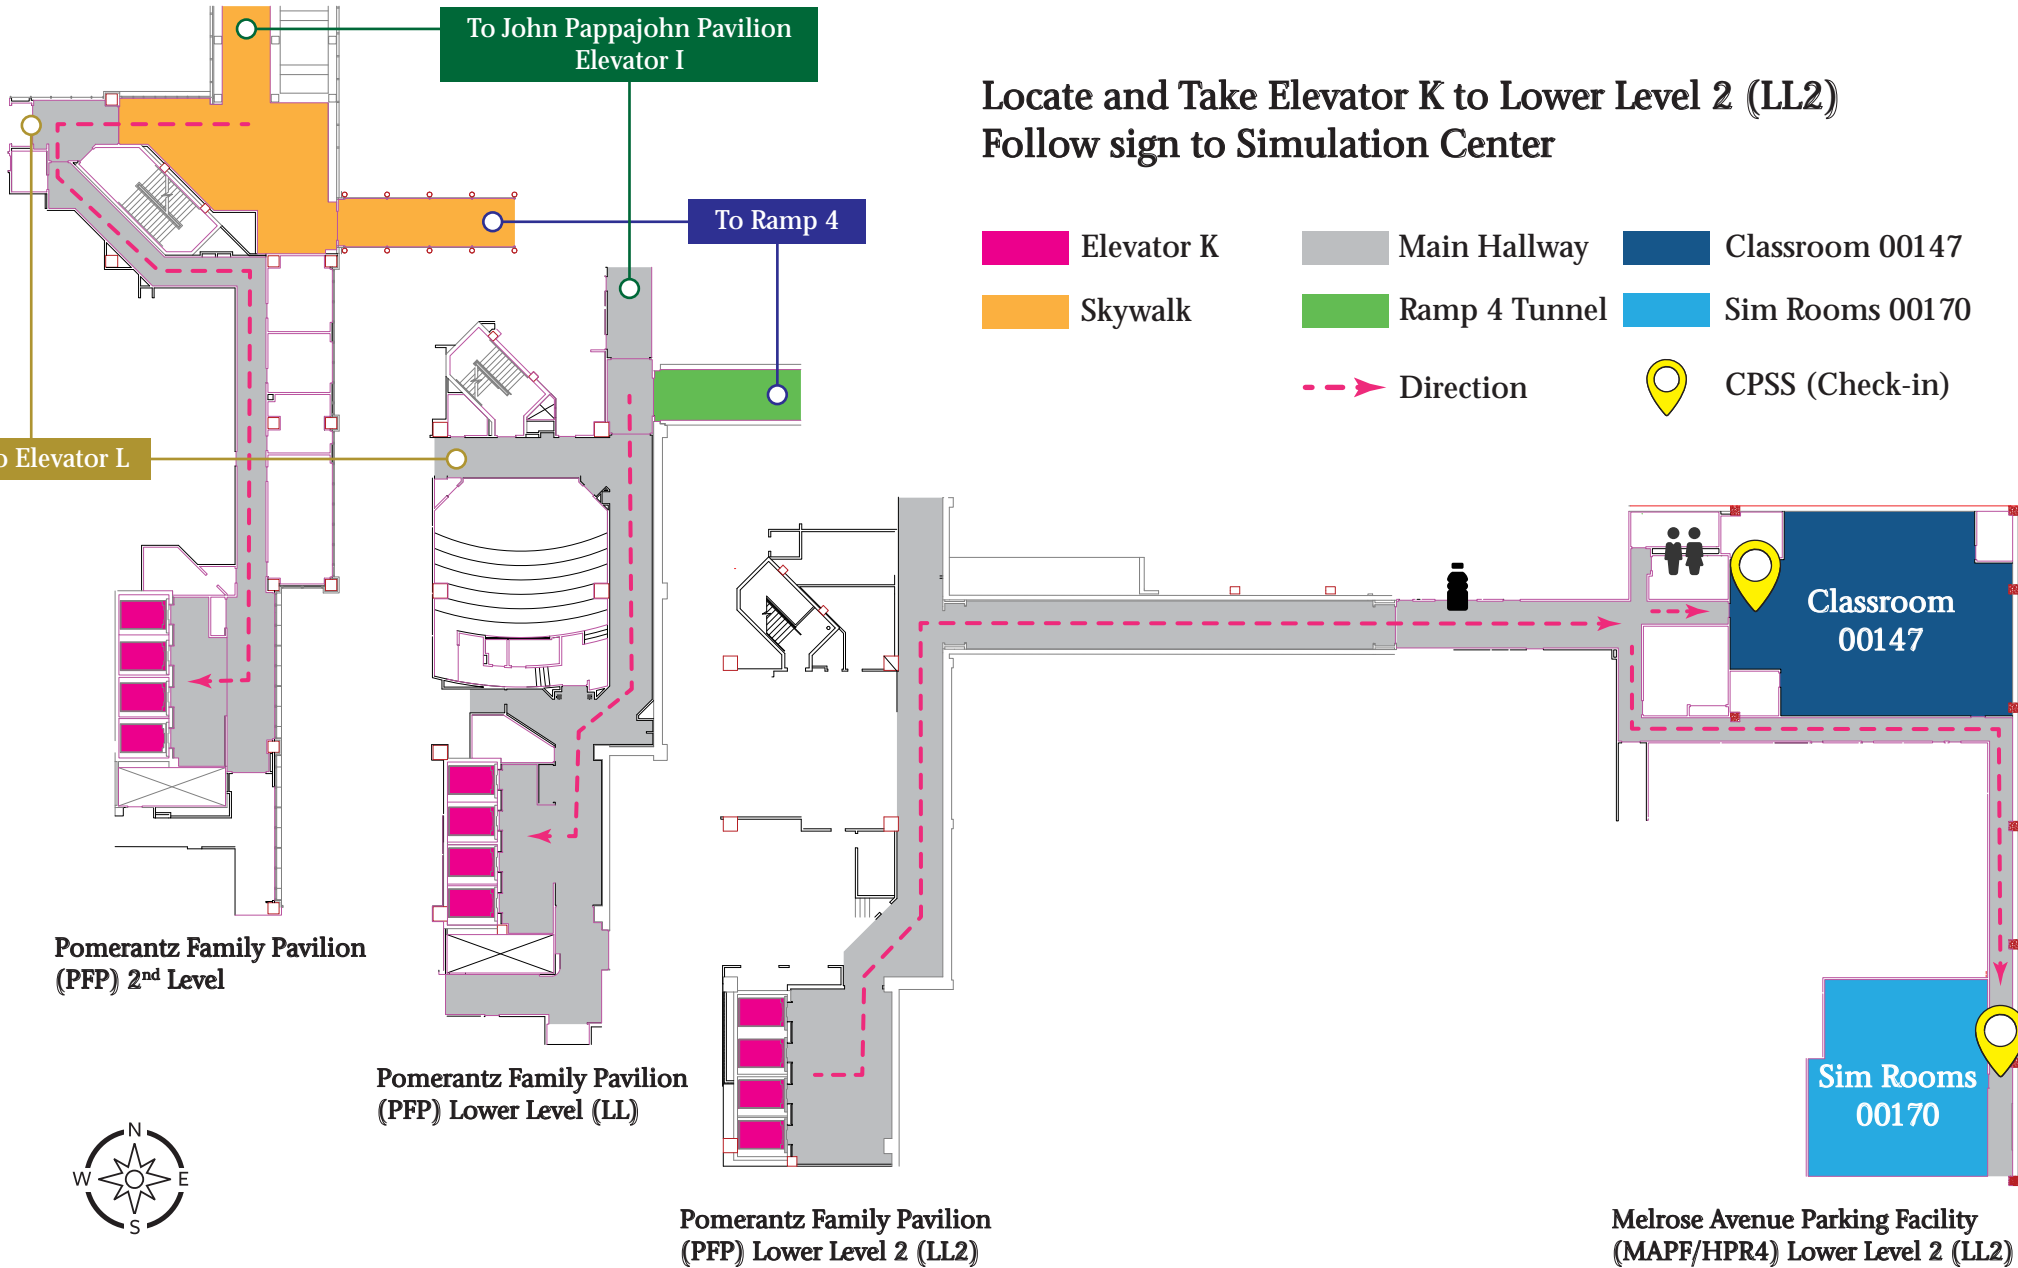 To John Pappajohn Pavilion
Elevator I
Locate and Take Elevator K to Lower Level 2 (LL2)
Follow sign to Simulation Center
To Ramp 4
Elevator K
Main Hallway
Classroom 00147
Skywalk
Ramp 4 Tunnel
Sim Rooms 00170
Direction
CPSS (Check-in)
o Elevator L
Classroom
00147
Pomerantz Family Pavilion
(PFP) 2nd Level
Pomerantz Family Pavilion
(PFP) Lower Level (LL)
Sim Rooms
00170
N
W E
S
Pomerantz Family Pavilion
(PFP) Lower Level 2 (LL2)
Melrose Avenue Parking Facility
(MAPF/HPR4) Lower Level 2 (LL2)